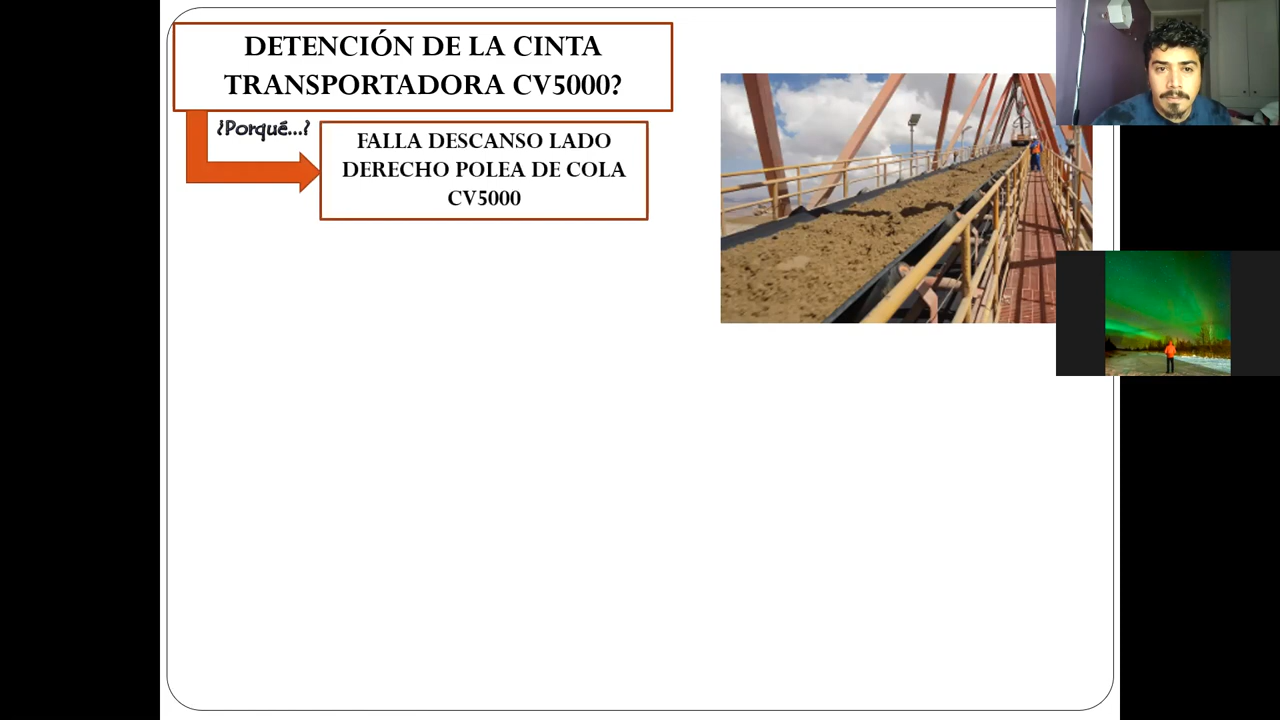 DETENCIÓN DE LA CINTA
TRANSPORTADORA CV5000?
¿Porqué...?
FALLA DESCANSO LADO
DERECHO POLEA DE COLA
CV5000